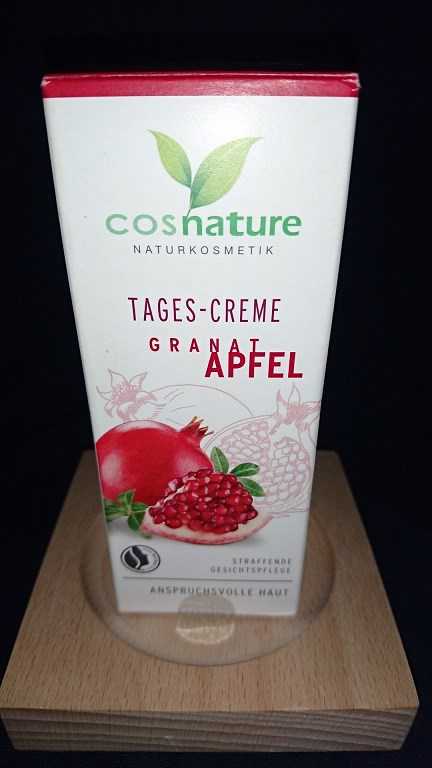 cosnature
NATURKOSMETIK
TAGES-CREME
GRANAT
APFEL
STRAFFENDE
GESICHTSPFLEGE
ANSPRUCHSVOLLE HAUT